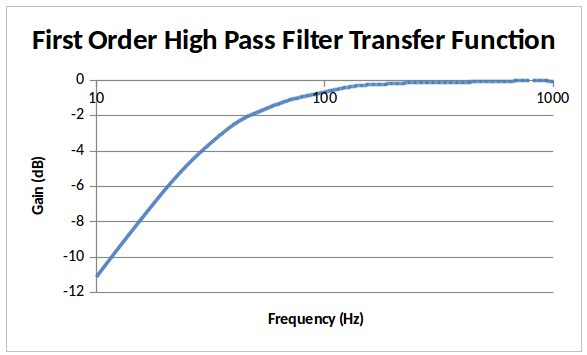 First Order High Pass Filter Transfer Function
0
10 100 1000
-2
-4
-6
-8
-10
-12
Gain (dB)
Frequency (Hz)